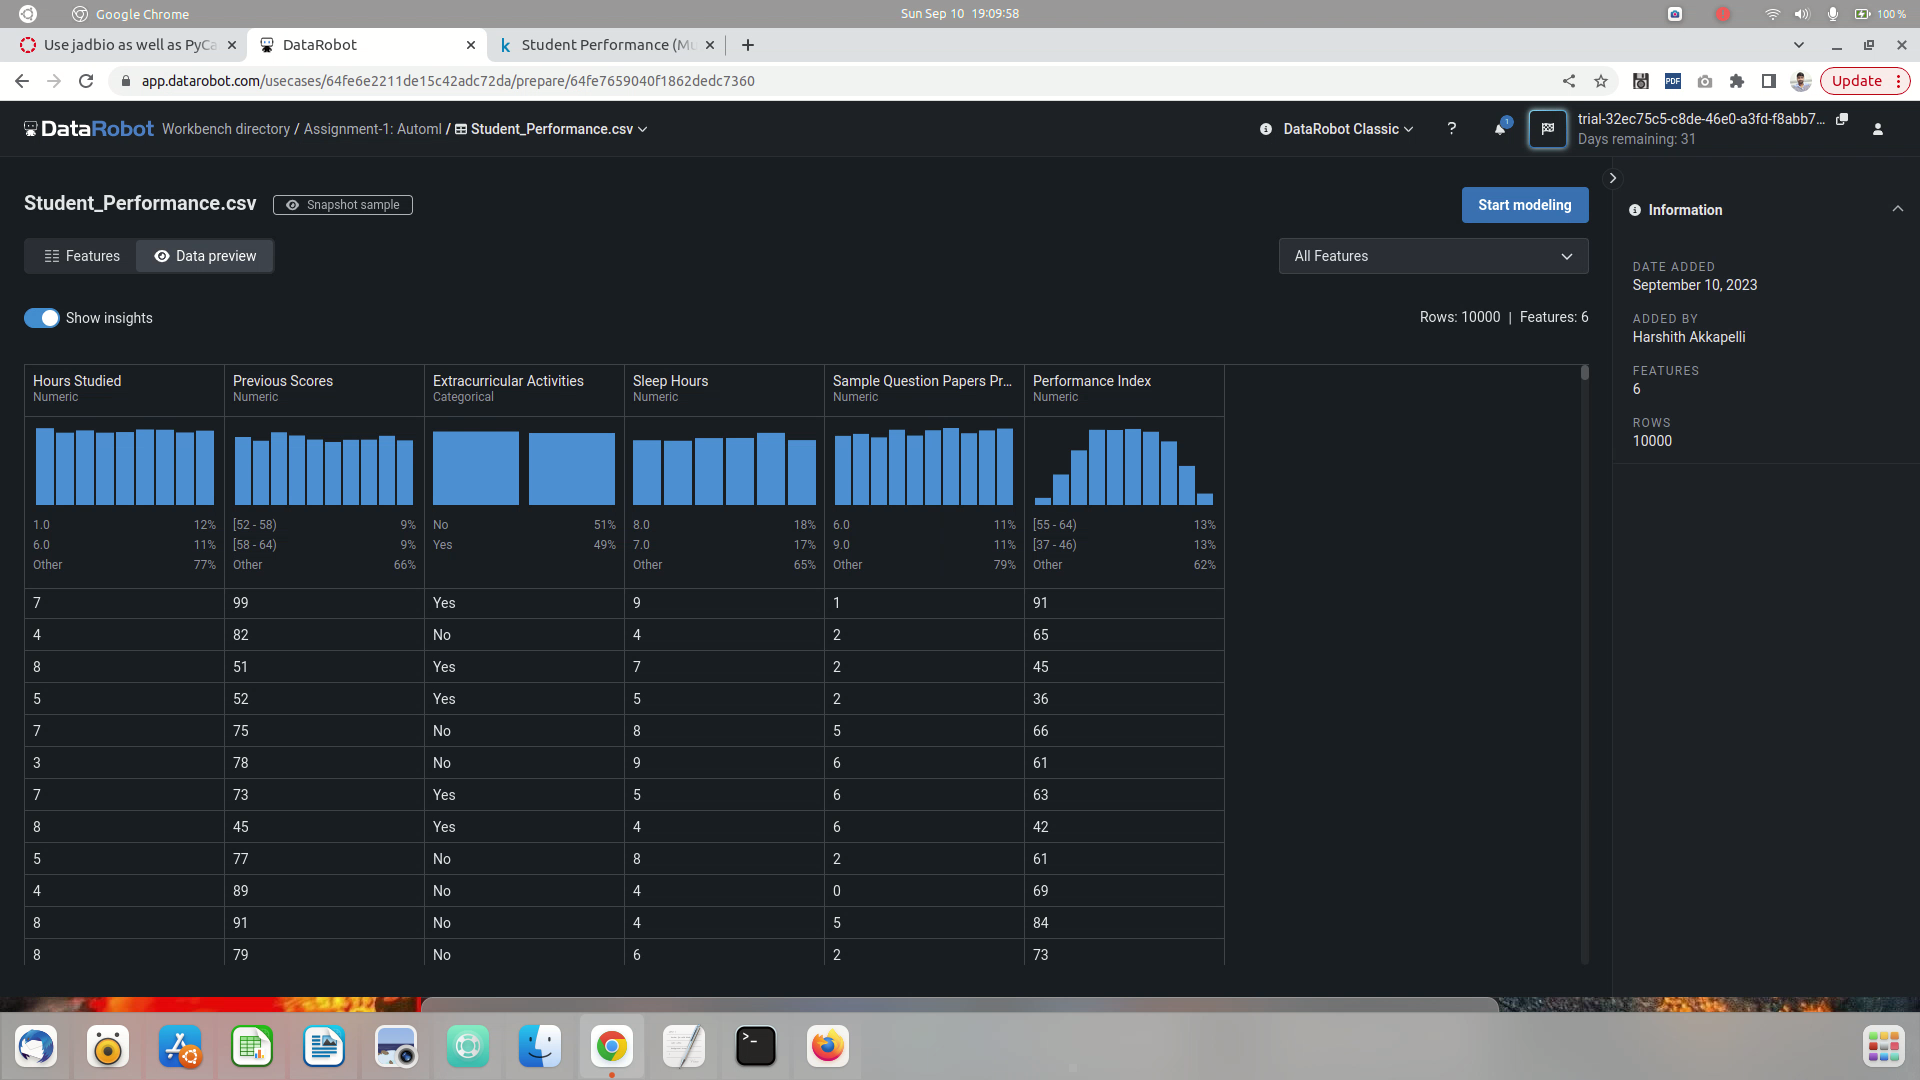 Google Chrome
Sun Sep 10 19:09:58
100 %
Use jadbio as well as PyCa
DataRobot
Student Performance (Mu
app.datarobot.com/usecases/64fe6e2211de15c42adc72da/prepare/64fe7659040f1862dedc7360
PDF
Update
DataRobot
Workbench directory / Assignment-1: Automl / Student_Performance.csv
DataRobot Classic
?
1
trial-32ec75c5-c8de-46e0-a3fd-f8abb7...
Days remaining: 31
Student_Performance.csv
Snapshot sample
Start modeling
Features
Data preview
All Features
Show insights
Rows: 10000 | Features: 6
Information
DATE ADDED
September 10, 2023
ADDED BY
Harshith Akkapelli
FEATURES
6
ROWS
10000
Hours Studied Previous Scores Extracurricular Activities Sleep Hours Sample Question Papers Pr... Performance Index
Numeric Numeric Categorical Numeric Numeric Numeric
1.0 12% [52 - 58) 9% No 51% 8.0 18% 6.0 11% [55 - 64) 13%
6.0 11% [58 - 64) 9% Yes 49% 7.0 17% 9.0 11% [37 - 46) 13%
Other 77% Other 66% Other 65% Other 79% Other 62%
7 99 Yes 9 1 91
4 82 No 4 2 65
8 51 Yes 7 2 45
5 52 Yes 5 2 36
7 75 No 8 5 66
3 78 No 9 6 61
7 73 Yes 5 6 63
8 45 Yes 4 6 42
5 77 No 8 2 61
4 89 No 4 0 69
8 91 No 4 5 84
8 79 No 6 2 73